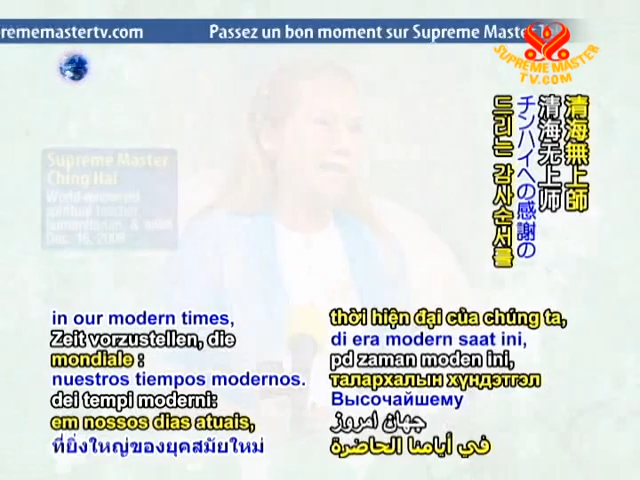 rememastertv.com
Passez un bon moment sur Supreme Master
SUPREME MASTER
TV.COM
Supreme Master
Ching Hai
World-renowned
spiritual teacher,
humanitarian, & artist
Dec. 16, 2008
清海無上師
清海无上师
チンハイへの感謝の
드리는 감사순서를
in our modern times,
Zeit vorzustellen, die
mondiale :
nuestros tiempos modernos.
dei tempi moderni:
em nossos dias atuais,
ที่ยิ่งใหญ่ของยุคสมัยใหม่
thời hiện đại của chúng ta,
di era modern saat ini,
pd zaman moden ini,
талархалын хүндэтгэл
Высочайшему
جهان امروز
في أيامنا الحاضرة